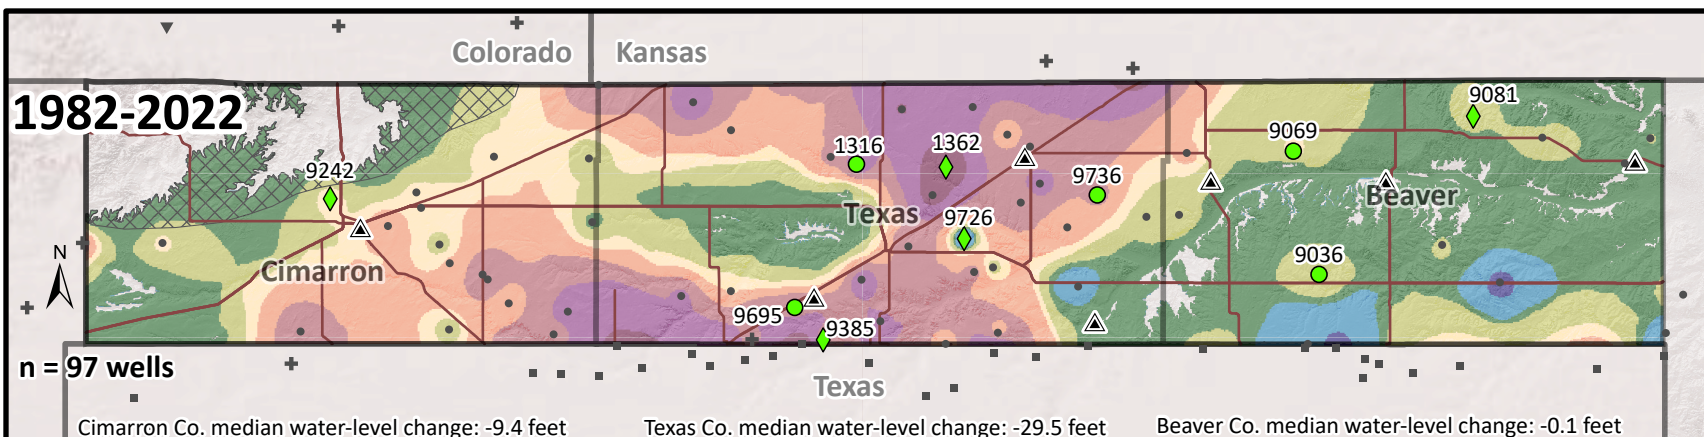 Colorado Kansas
1982-2022
9081
9069
1316 1362
9242
9736
Texas
Beaver
9726
N
Cimarron
9036
9695
9385
n = 97 wells
Texas
Cimarron Co. median water-level change: -9.4 feet Texas Co. median water-level change: -29.5 feet Beaver Co. median water-level change: -0.1 feet